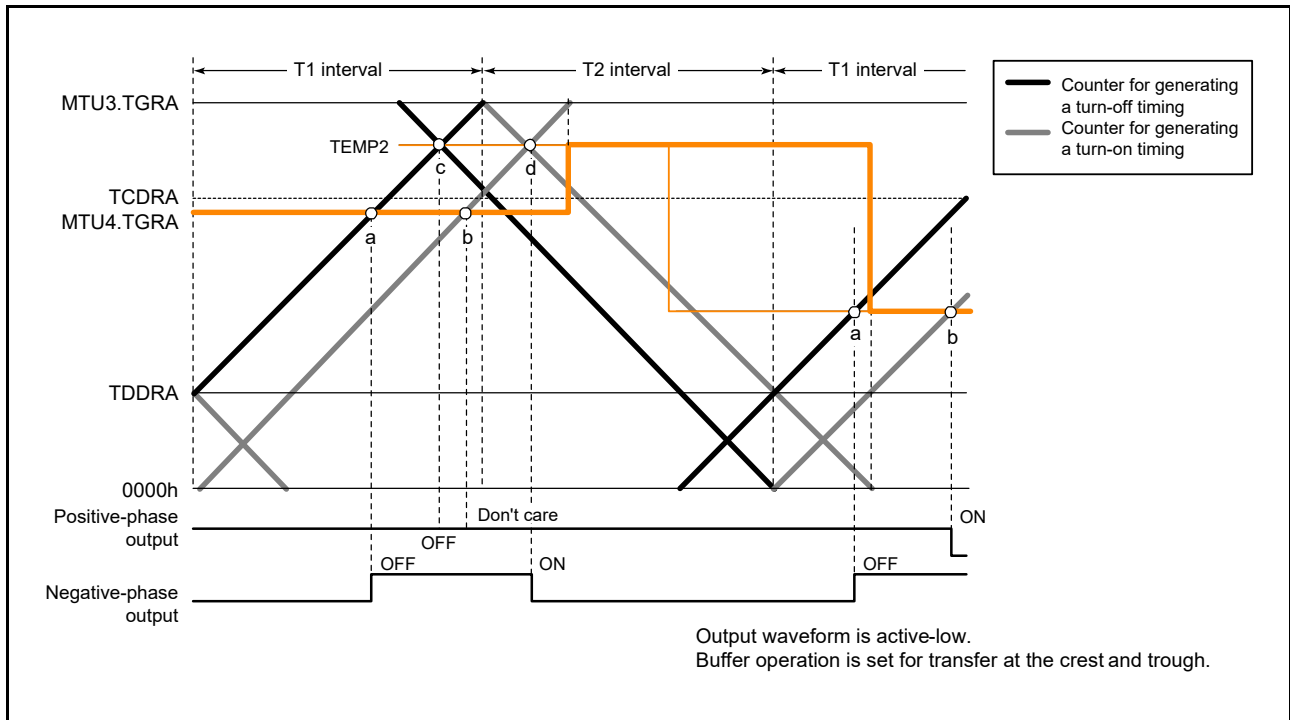 T1 interval
T2 interval
T1 interval
Counter for generating
a turn-off timing
Counter for generating
a turn-on timing
MTU3.TGRA
TEMP2
c
d
TCDRA
MTU4.TGRA
a
b
a
b
TDDRA
0000h
Positive-phase
output
Don't care
ON
OFF
OFF
ON
OFF
Negative-phase
output
Output waveform is active-low.
Buffer operation is set for transfer at the crest and trough.